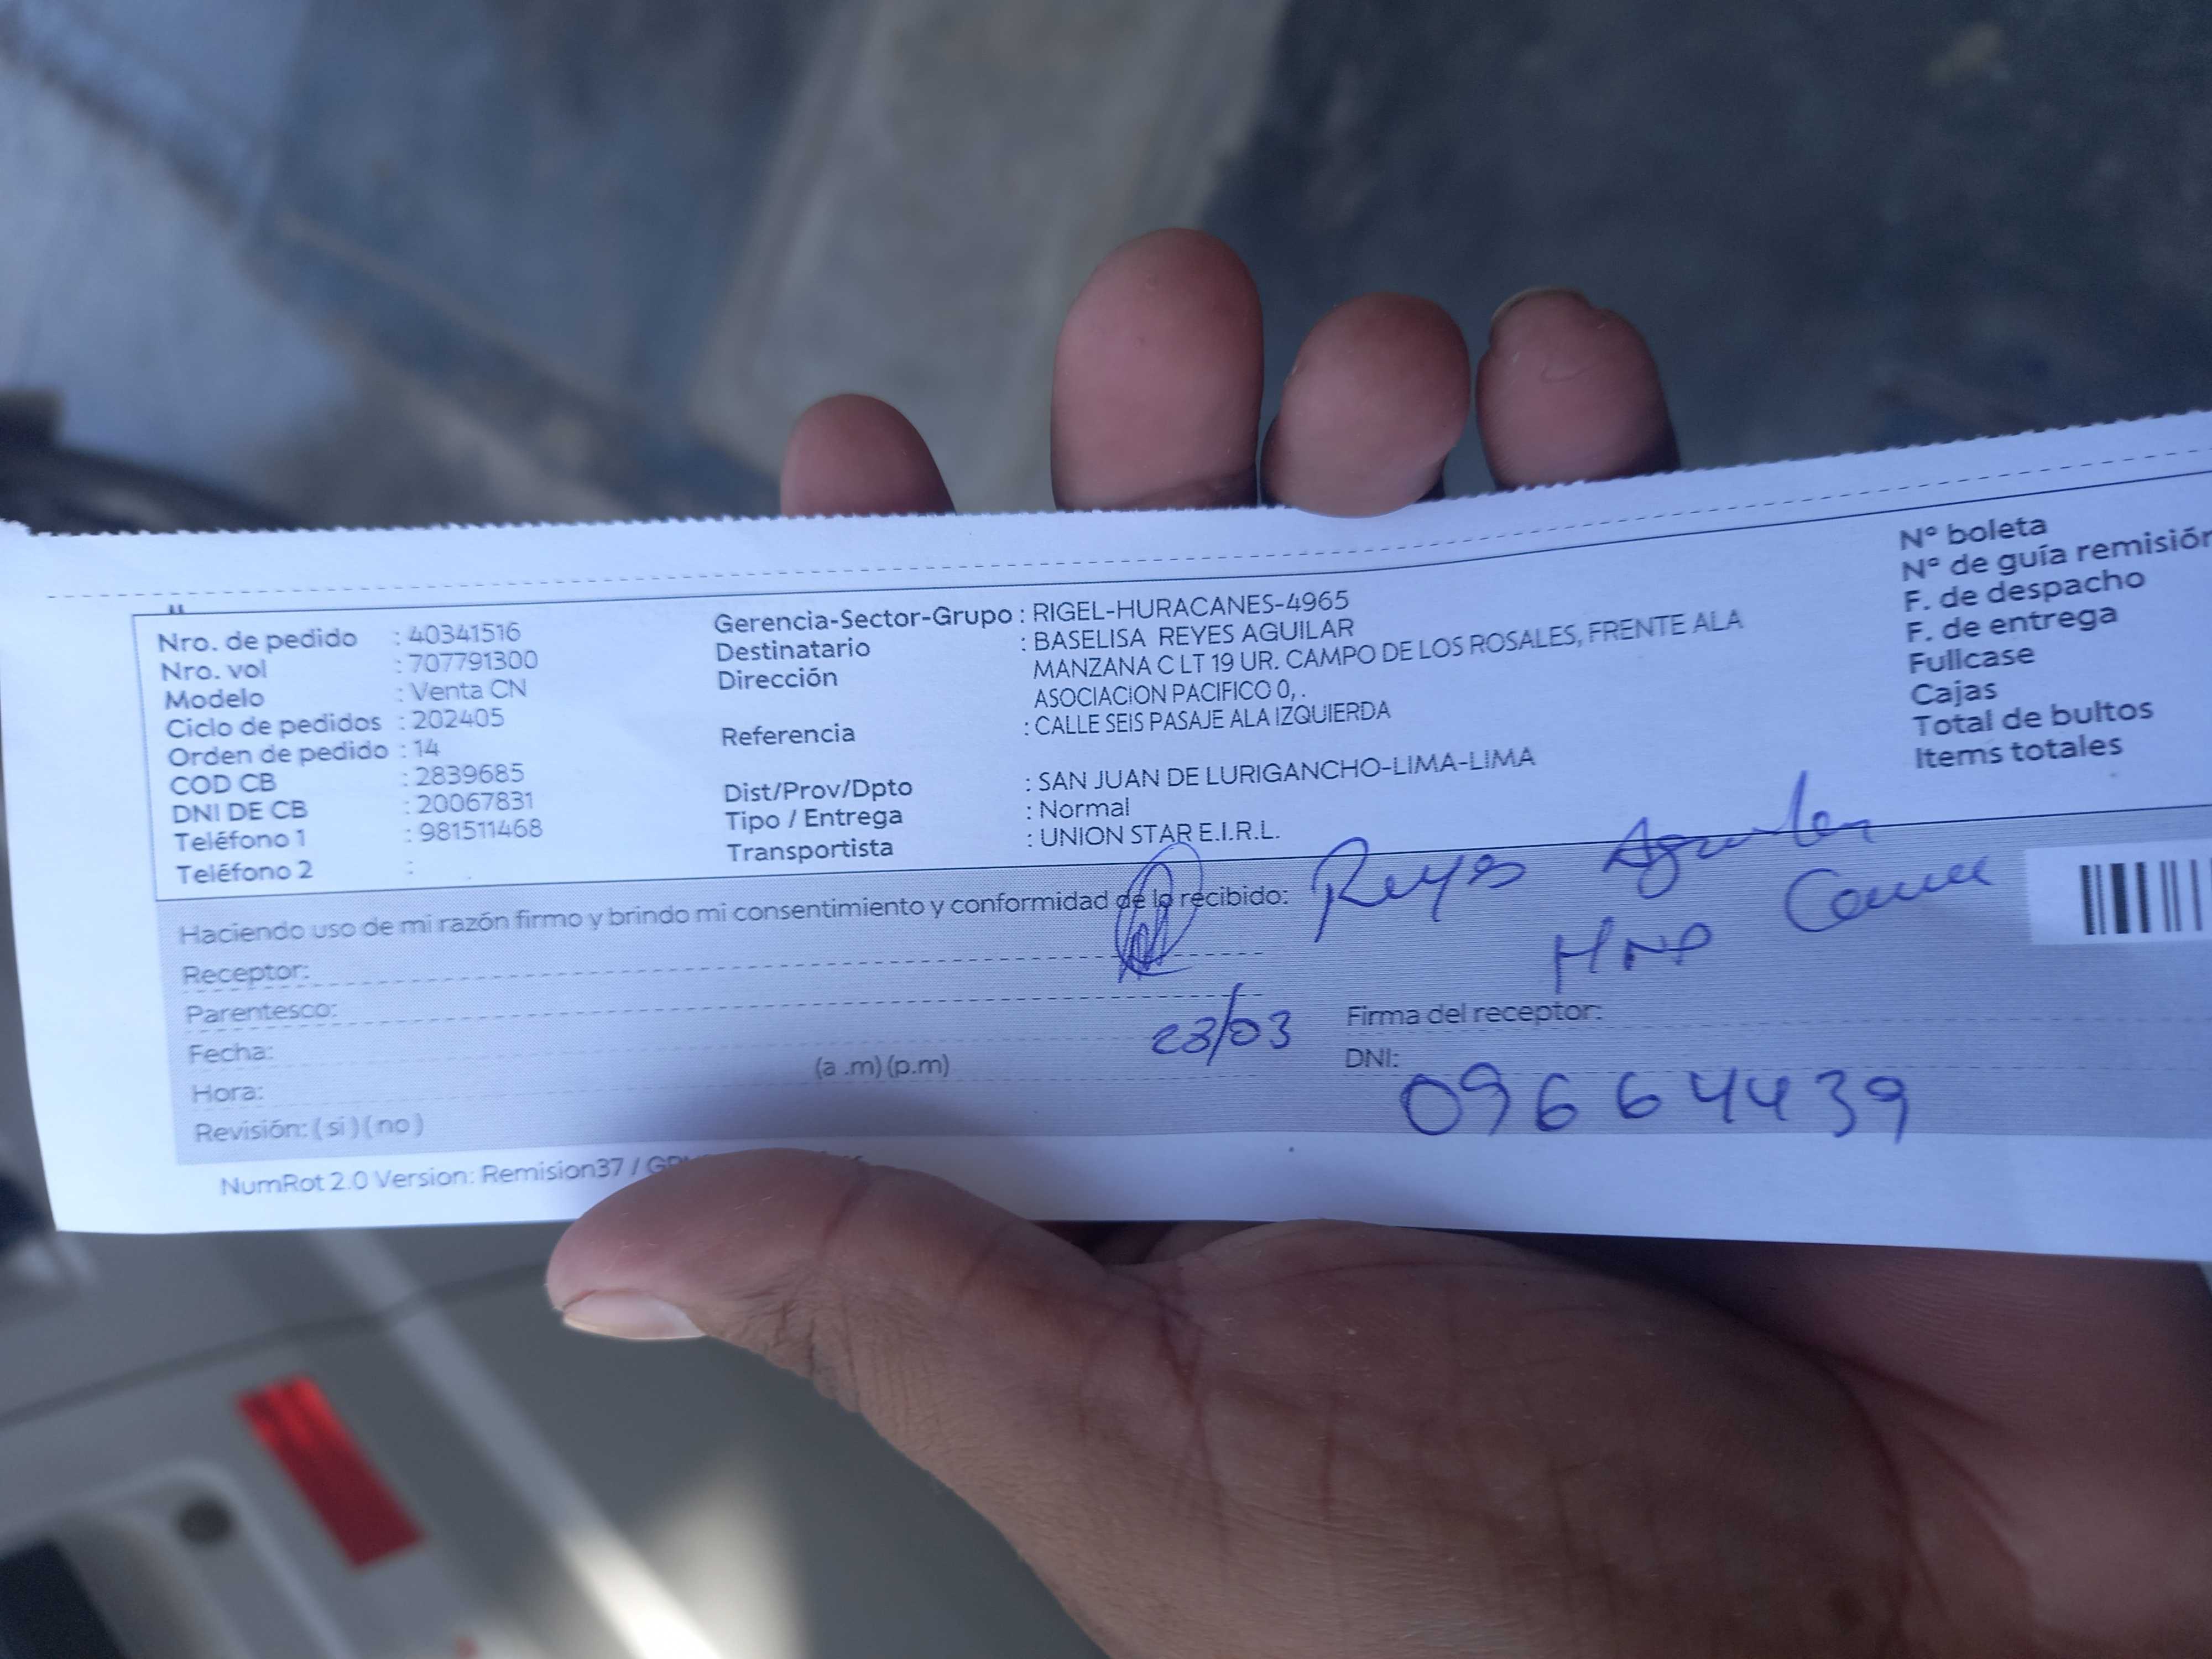 Nro. de pedido : 40341516
Nro. vol : 707791300
Modelo : Venta CN
Ciclo de pedidos : 202405
Orden de pedido : 14
COD CB : 2839685
DNI DE CB : 20067831
Teléfono 1 : 981511468
Teléfono 2 :
Gerencia-Sector-Grupo : RIGEL-HURACANES-4965
Destinatario : BASELISA REYES AGUILAR
Dirección MANZANA C LT 19 UR. CAMPO DE LOS ROSALES, FRENTE ALA
ASOCIACION PACIFICO 0, .
Referencia : CALLE SEIS PASAJE ALA IZQUIERDA
Dist/Prov/Dpto : SAN JUAN DE LURIGANCHO-LIMA-LIMA
Tipo / Entrega : Normal
Transportista : UNION STAR E.I.R.L.
N° boleta
N° de guía remisión
F. de despacho
F. de entrega
Fullcase
Cajas
Total de bultos
Items totales
Haciendo uso de mi razón firmo y brindo mi consentimiento y conformidad de lo recibido: Reyes Aguilar
Receptor:
Parentesco:
Fecha: 23/03
Hora: (a .m) (p.m)
Revisión: ( si ) ( no )
Firma del receptor:
DNI: 09664439
NumRot 2.0 Version: Remision37 /